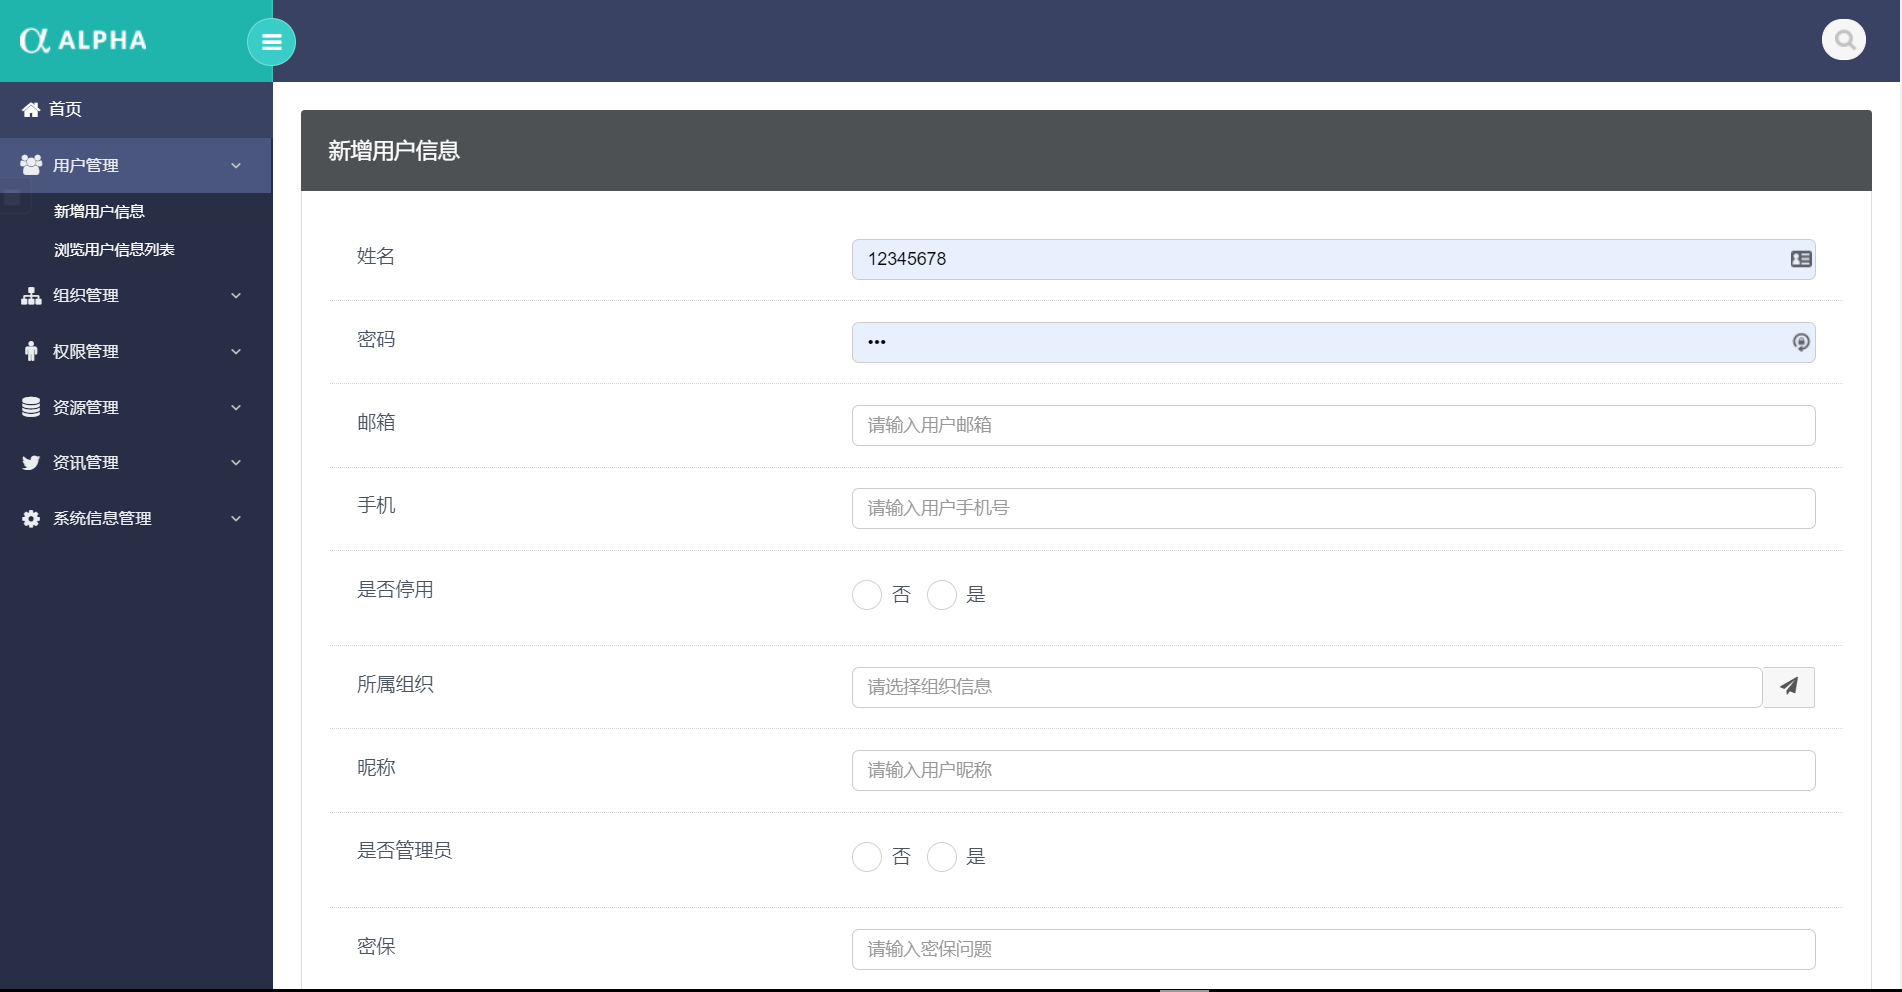 α ALPHA
首页
用户管理
新增用户信息
浏览用户信息列表
组织管理
权限管理
资源管理
资讯管理
系统信息管理
新增用户信息
姓名
12345678
密码
•••
邮箱
请输入用户邮箱
手机
请输入用户手机号
是否停用
否 是
所属组织
请选择组织信息
昵称
请输入用户昵称
是否管理员
否 是
密保
请输入密保问题